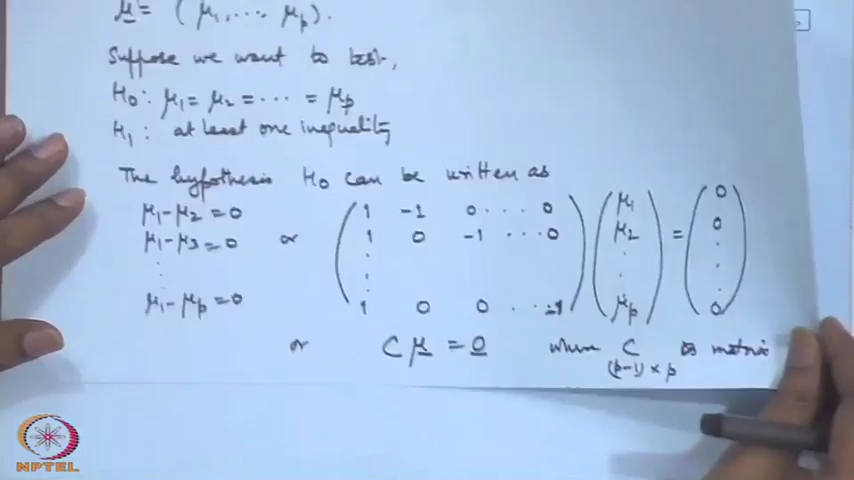 μ' = (μ1, .... μp).
Suppose we want to test,
H0: μ1 = μ2 = .... = μp
H1: at least one inequality
The hypothesis H0 can be written as
μ1-μ2 = 0
μ1-μ3 = 0
:
μ1-μp = 0
or
( 1 -1 0 .... 0
1 0 -1 .... 0
:
1 0 0 .. -1 )
( μ1
μ2
:
μp )
=
( 0
0
:
0 )
or Cμ = 0 where C is matrix
(p-1) x p
NPTEL